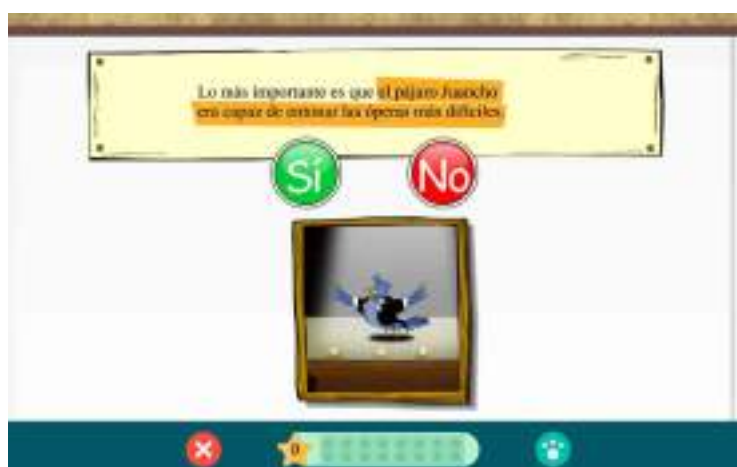 Lo más importante es que el pájaro Juancho
era capaz de entonar las óperas más difíciles.
Sí No
0